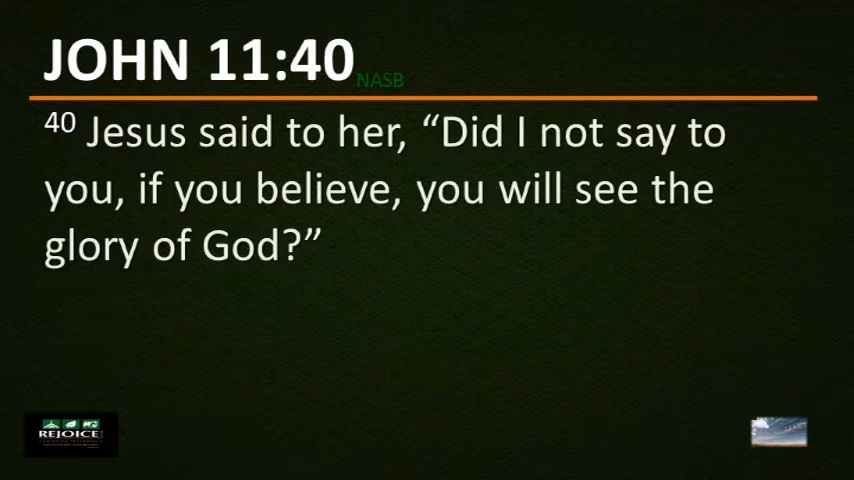 JOHN 11:40 NASB
40 Jesus said to her, “Did I not say to
you, if you believe, you will see the
glory of God?”
REJOICE